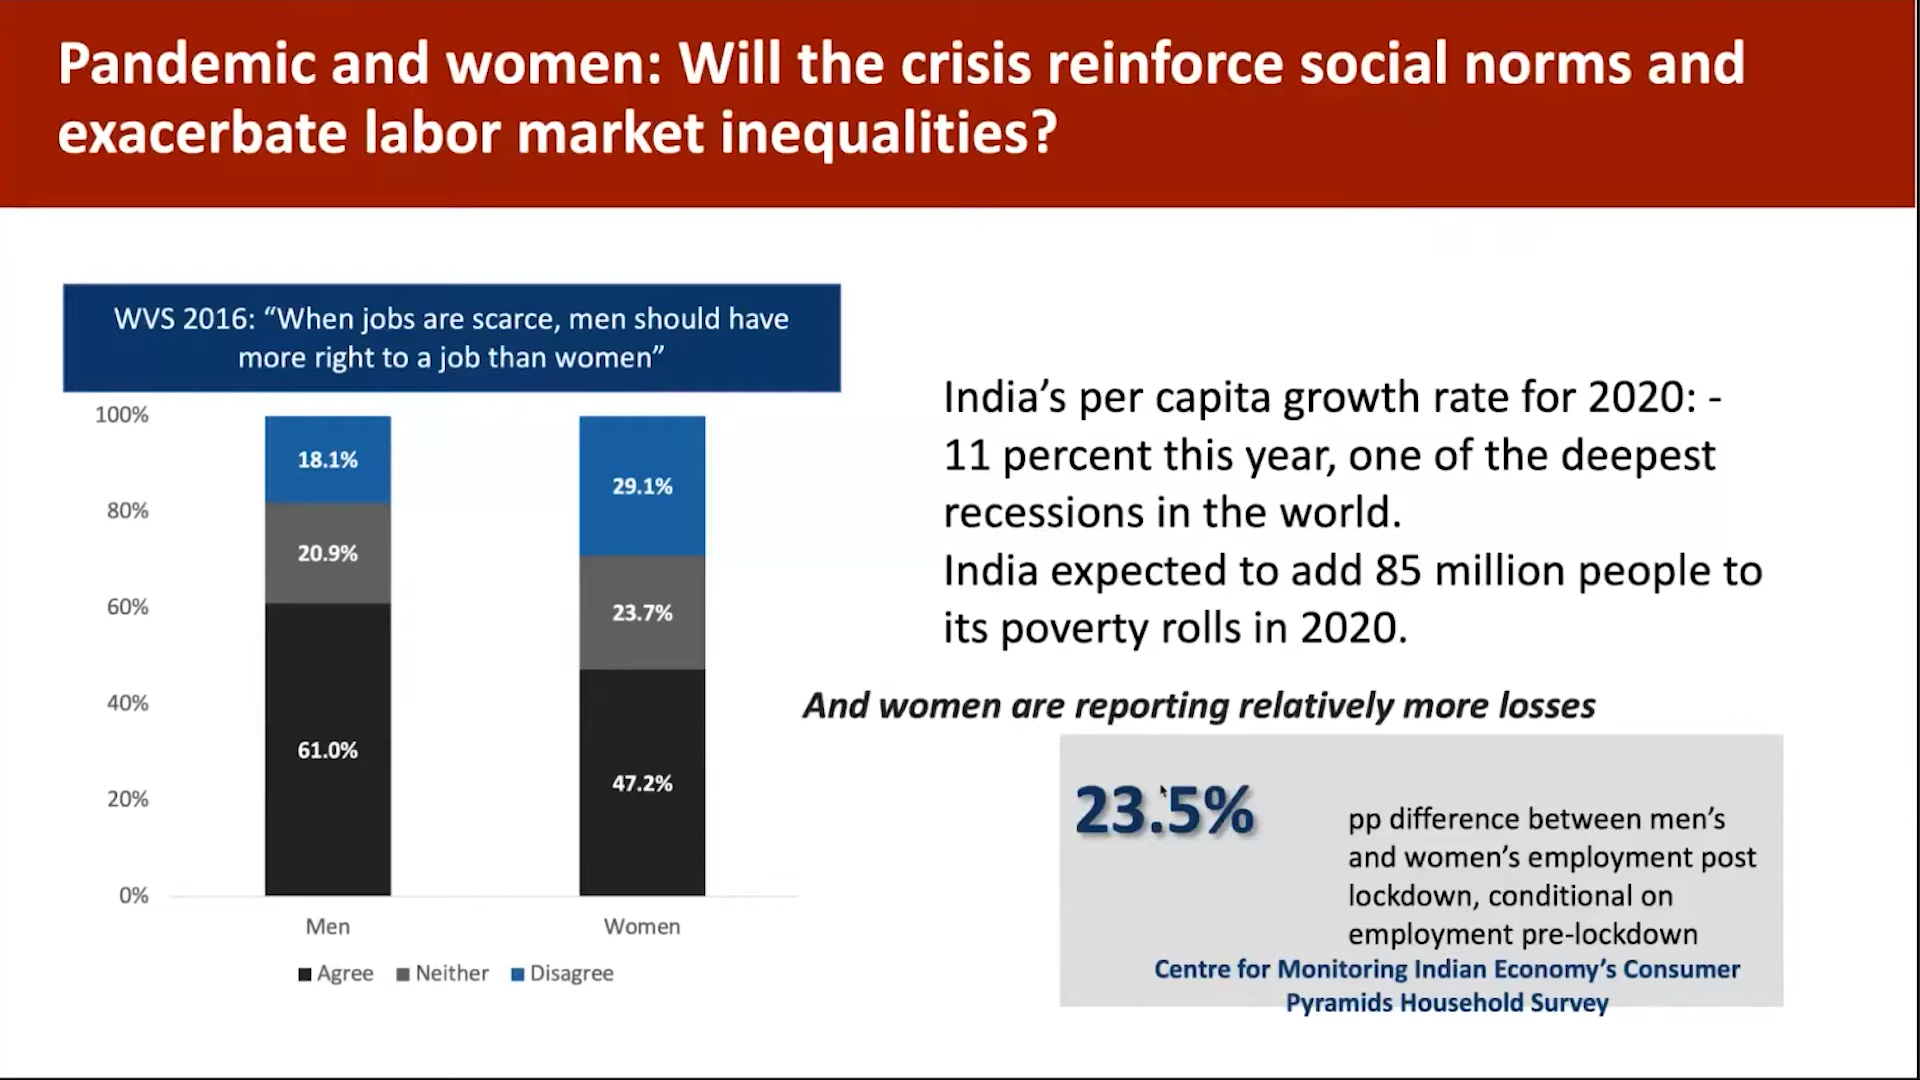 Pandemic and women: Will the crisis reinforce social norms and
exacerbate labor market inequalities?
WVS 2016: “When jobs are scarce, men should have
more right to a job than women”
100%
80%
60%
40%
20%
0%
18.1%
20.9%
61.0%
29.1%
23.7%
47.2%
Men
Women
Agree
Neither
Disagree
India’s per capita growth rate for 2020: -
11 percent this year, one of the deepest
recessions in the world.
India expected to add 85 million people to
its poverty rolls in 2020.
And women are reporting relatively more losses
23.5%
pp difference between men’s
and women’s employment post
lockdown, conditional on
employment pre-lockdown
Centre for Monitoring Indian Economy’s Consumer
Pyramids Household Survey